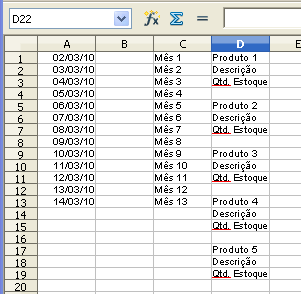 D22
A B C D E
1 02/03/10 Mês 1 Produto 1
2 03/03/10 Mês 2 Descrição
3 04/03/10 Mês 3 Qtd. Estoque
4 05/03/10 Mês 4
5 06/03/10 Mês 5 Produto 2
6 07/03/10 Mês 6 Descrição
7 08/03/10 Mês 7 Qtd. Estoque
8 09/03/10 Mês 8
9 10/03/10 Mês 9 Produto 3
10 11/03/10 Mês 10 Descrição
11 12/03/10 Mês 11 Qtd. Estoque
12 13/03/10 Mês 12
13 14/03/10 Mês 13 Produto 4
14 Descrição
15 Qtd. Estoque
16
17 Produto 5
18 Descrição
19 Qtd. Estoque